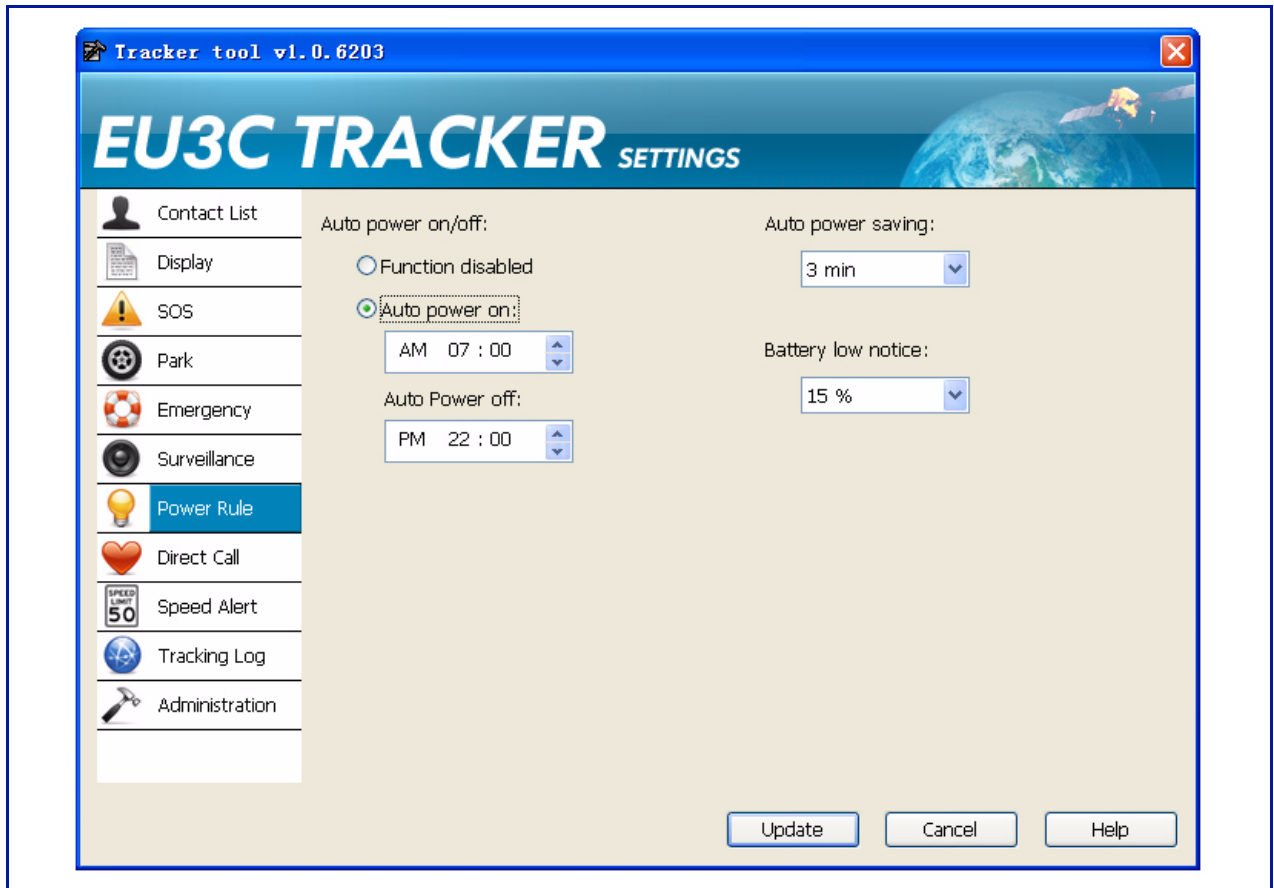 Tracker tool v1.0.6203
EU3C TRACKER SETTINGS
Contact List
Display
SOS
Park
Emergency
Surveillance
Power Rule
Direct Call
SPEED
LIMIT
50
Speed Alert
Tracking Log
Administration
Auto power on/off:
Function disabled
Auto power on:
AM 07 : 00
Auto Power off:
PM 22 : 00
Auto power saving:
3 min
Battery low notice:
15 %
Update
Cancel
Help